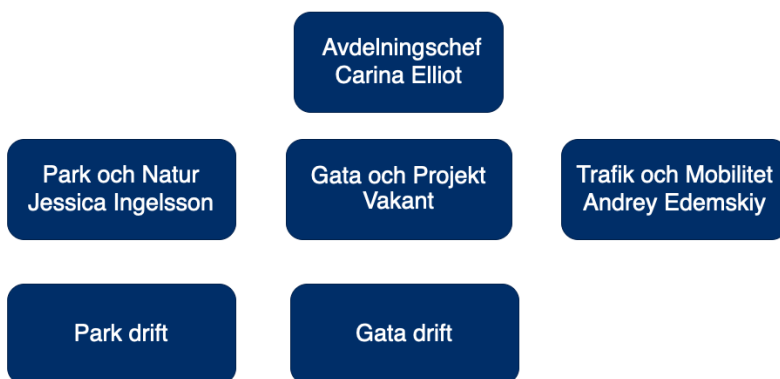 Avdelningschef
Carina Elliot
Park och Natur
Jessica Ingelsson
Gata och Projekt
Vakant
Trafik och Mobilitet
Andrey Edemskiy
Park drift
Gata drift